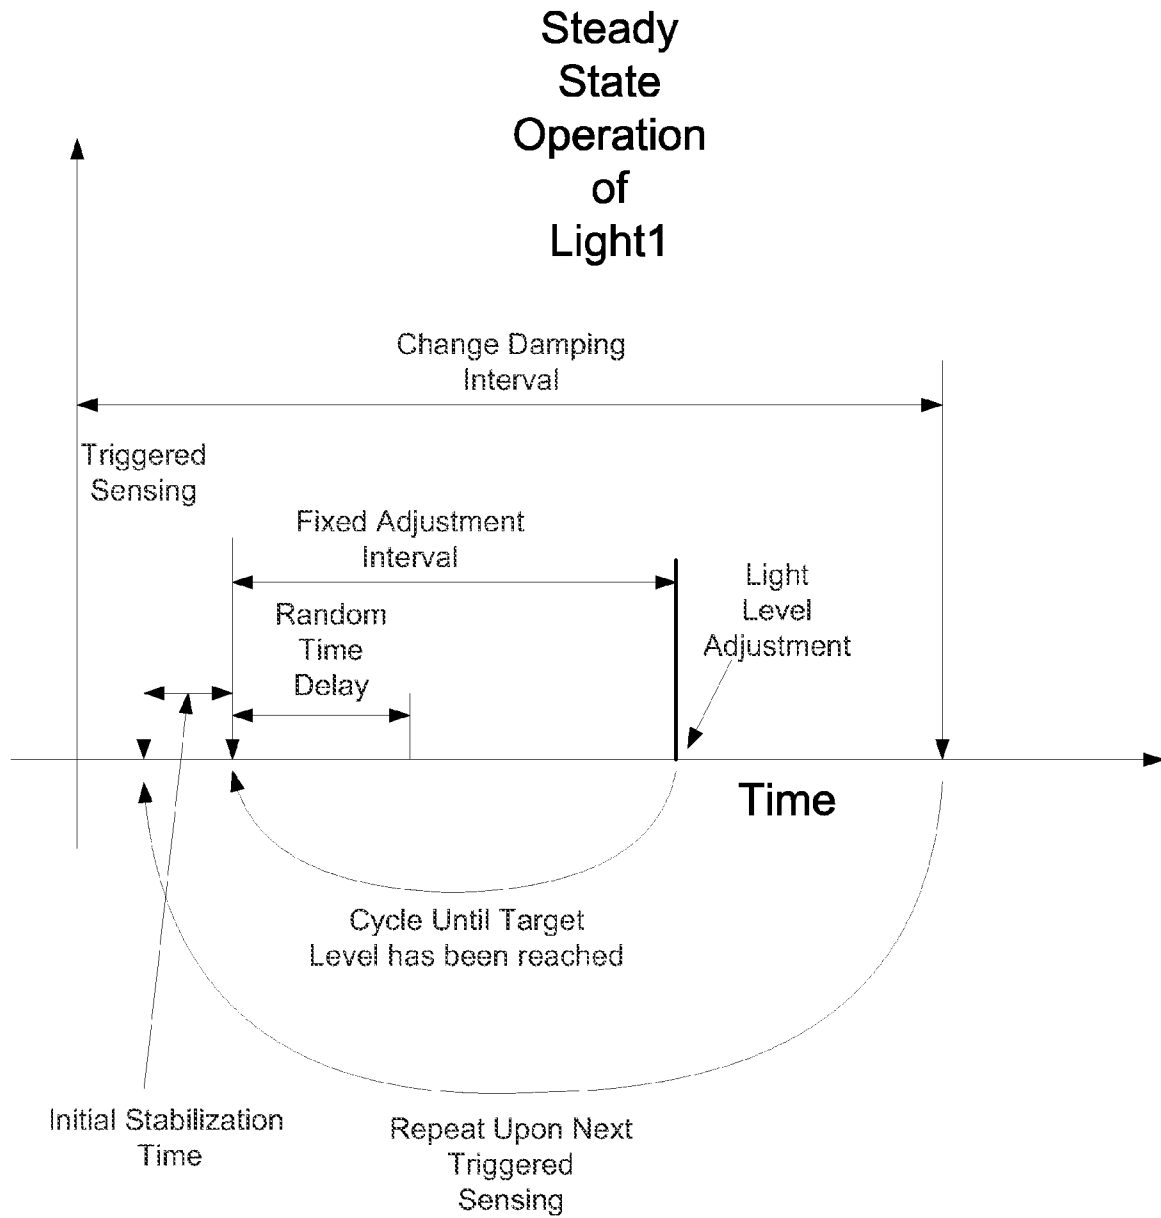 Steady
State
Operation
of
Light1
Change Damping
Interval
Triggered
Sensing
Fixed Adjustment
Interval
Light
Level
Adjustment
Random
Time
Delay
Time
Cycle Until Target
Level has been reached
Initial Stabilization
Time
Repeat Upon Next
Triggered
Sensing